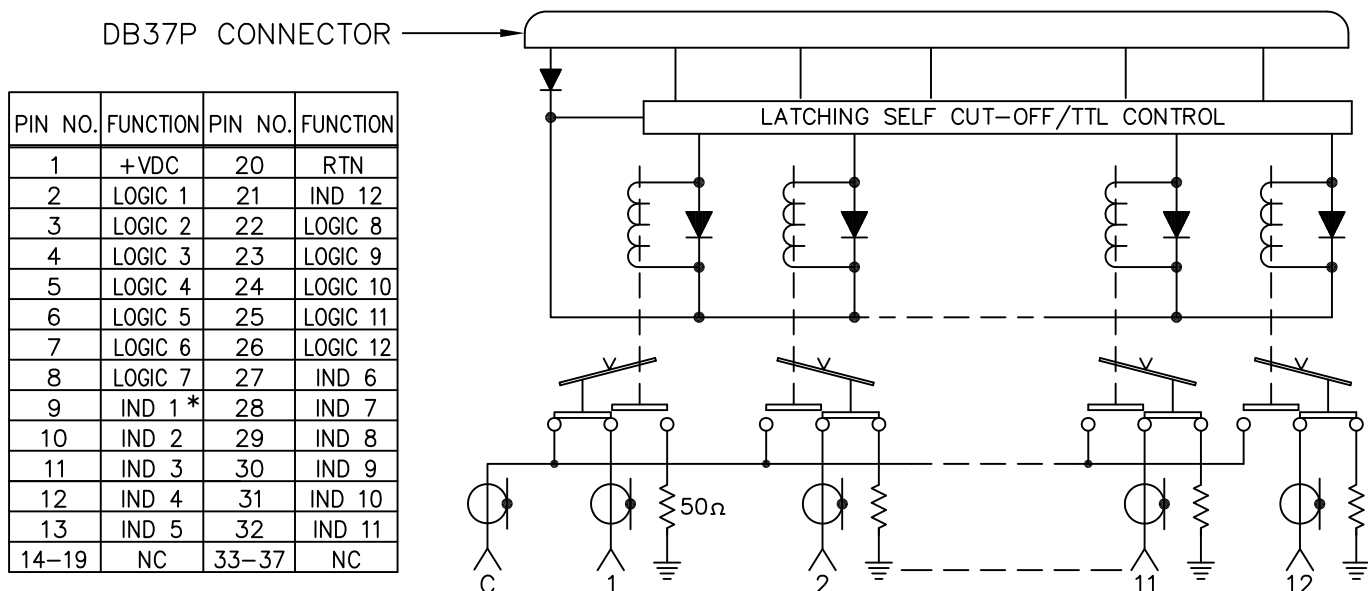 DB37P CONNECTOR
PIN NO. FUNCTION PIN NO. FUNCTION
1 +VDC 20 RTN
2 LOGIC 1 21 IND 12
3 LOGIC 2 22 LOGIC 8
4 LOGIC 3 23 LOGIC 9
5 LOGIC 4 24 LOGIC 10
6 LOGIC 5 25 LOGIC 11
7 LOGIC 6 26 LOGIC 12
8 LOGIC 7 27 IND 6
9 IND 1* 28 IND 7
10 IND 2 29 IND 8
11 IND 3 30 IND 9
12 IND 4 31 IND 10
13 IND 5 32 IND 11
14-19 NC 33-37 NC
LATCHING SELF CUT-OFF/TTL CONTROL
50Ω
C 1 2 11 12